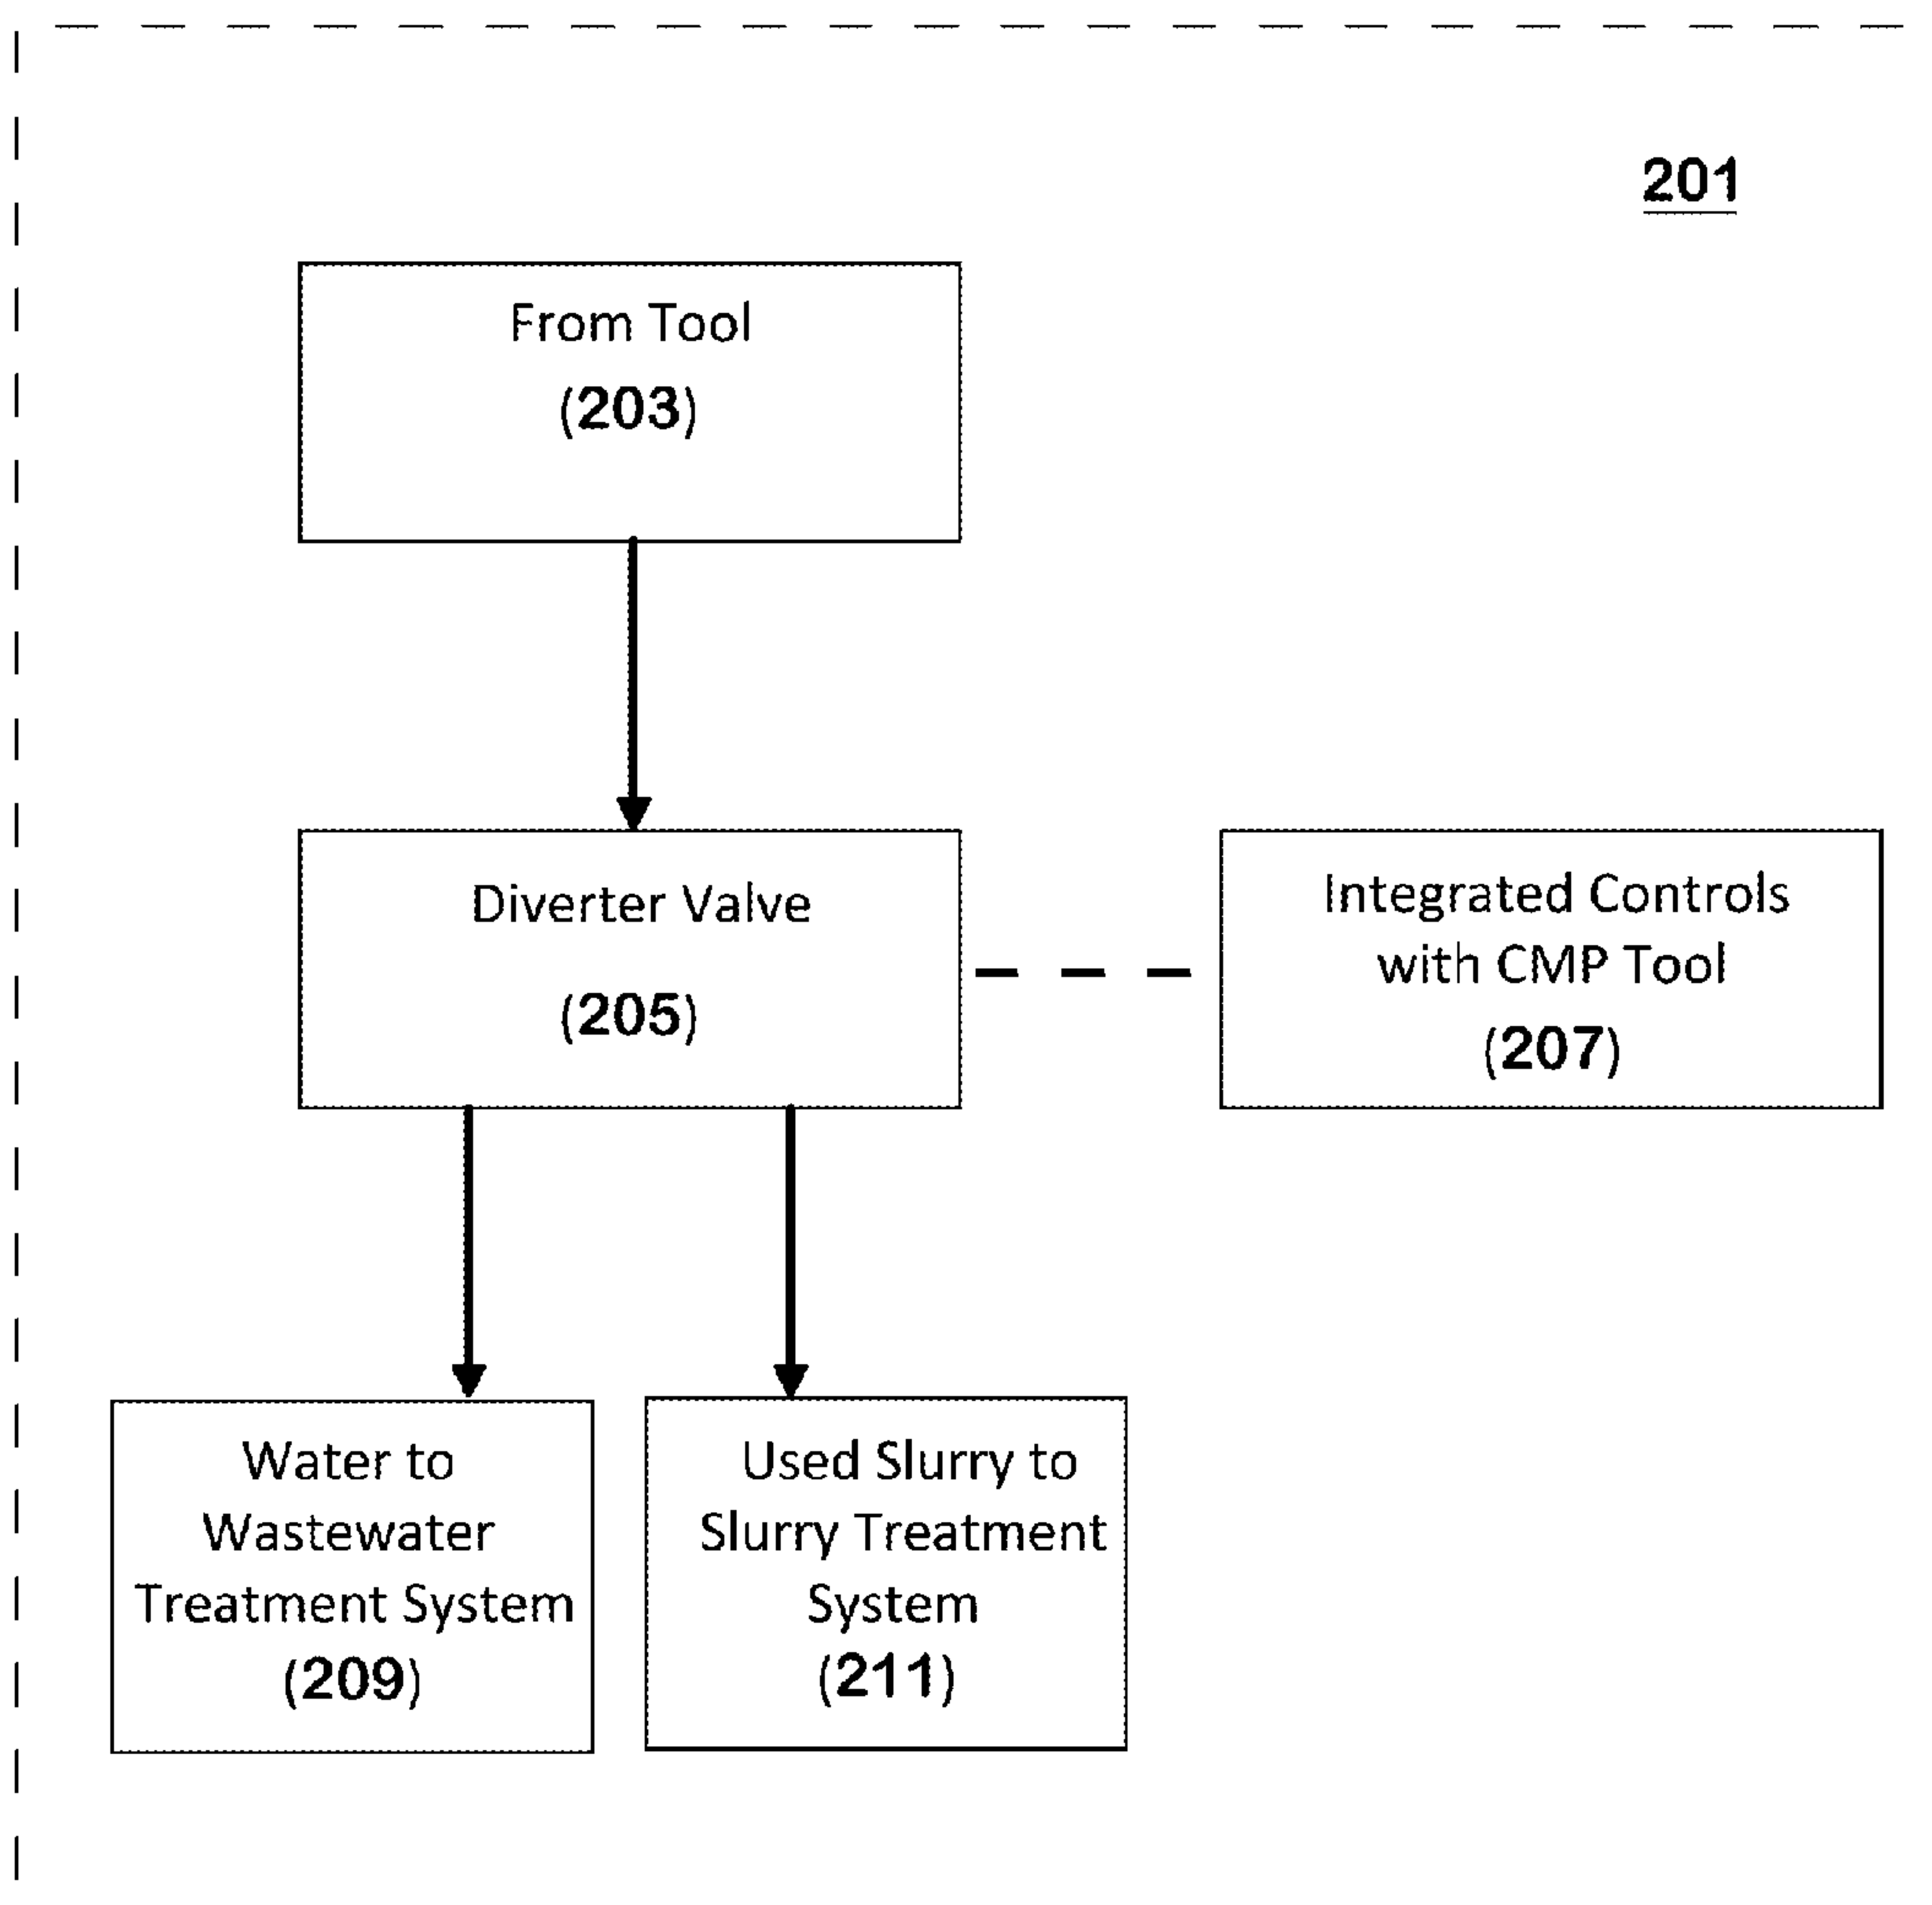 201
From Tool
(203)
Diverter Valve
(205)
Integrated Controls
with CMP Tool
(207)
Water to
Wastewater
Treatment System
(209)
Used Slurry to
Slurry Treatment
System
(211)